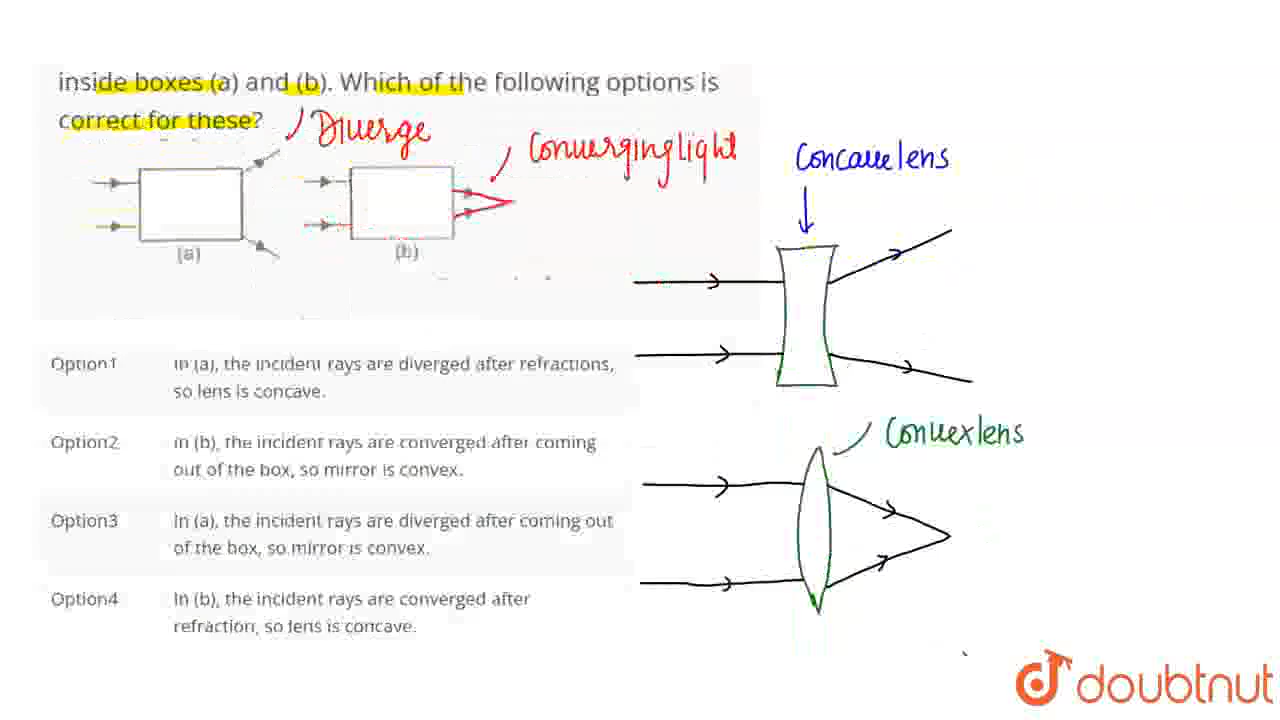 inside boxes (a) and (b). Which of the following options is
correct for these?
Diverge
Converging light
Concave lens
(a)
(b)
Option1
In (a), the incident rays are diverged after refractions,
so lens is concave.
Option2
In (b), the incident rays are converged after coming
out of the box, so mirror is convex.
Option3
In (a), the incident rays are diverged after coming out
of the box, so mirror is convex.
Option4
In (b), the incident rays are converged after
refraction, so lens is concave.
Convex lens
doubtnut